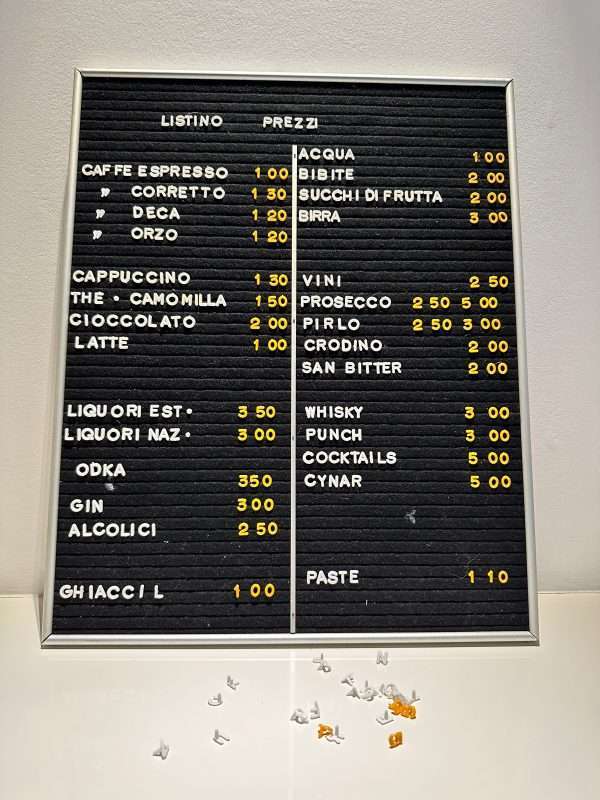 LISTINO PREZZI
CAFFE ESPRESSO 1 00
" CORRETTO 1 30
" DECA 1 20
" ORZO 1 20
CAPPUCCINO 1 30
THE • CAMOMILLA 1 50
CIOCCOLATO 2 00
LATTE 1 00
LIQUORI EST • 3 50
LIQUORI NAZ • 3 00
ODKA 350
GIN 300
ALCOLICI 2 50
GHIACCI L 1 00
ACQUA 1 00
BIBITE 2 00
SUCCHI DI FRUTTA 2 00
BIRRA 3 00
VINI 2 50
PROSECCO 2 50 5 00
PIRLO 2 50 3 00
CRODINO 2 00
SAN BITTER 2 00
WHISKY 3 00
PUNCH 3 00
COCKTAILS 5 00
CYNAR 5 00
PASTE 1 10